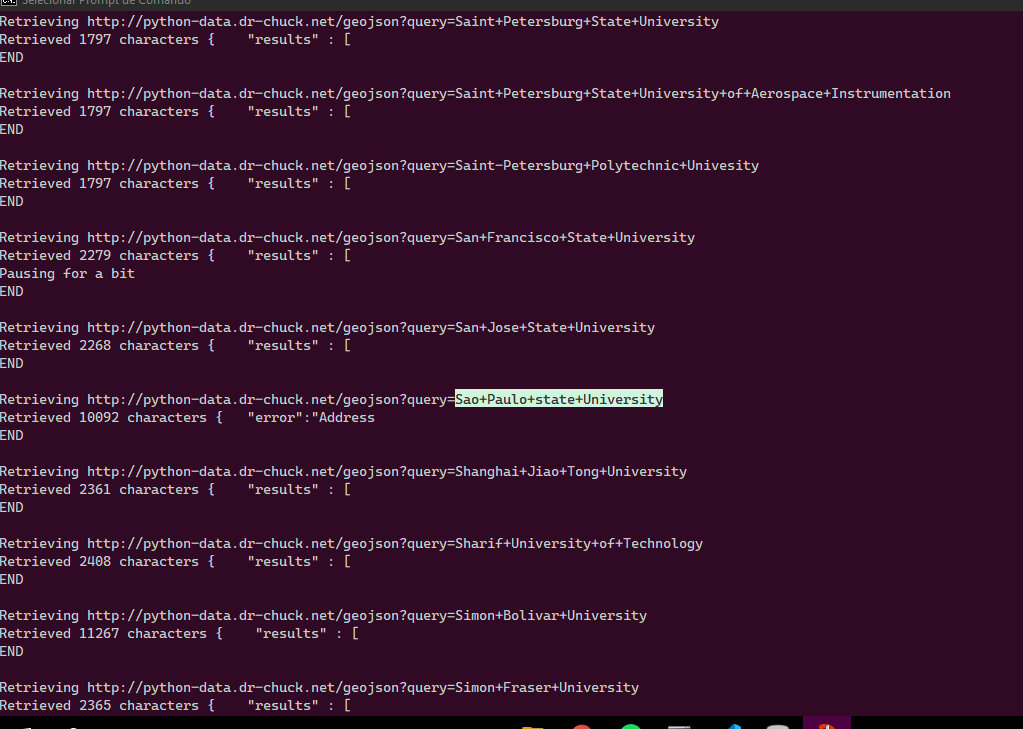 Selecionar Prompt de Comando
Retrieving http://python-data.dr-chuck.net/geojson?query=Saint+Petersburg+State+University
Retrieved 1797 characters {    "results" : [
END
Retrieving http://python-data.dr-chuck.net/geojson?query=Saint+Petersburg+State+University+of+Aerospace+Instrumentation
Retrieved 1797 characters {    "results" : [
END
Retrieving http://python-data.dr-chuck.net/geojson?query=Saint-Petersburg+Polytechnic+Univesity
Retrieved 1797 characters {    "results" : [
END
Retrieving http://python-data.dr-chuck.net/geojson?query=San+Francisco+State+University
Retrieved 2279 characters {    "results" : [
Pausing for a bit
END
Retrieving http://python-data.dr-chuck.net/geojson?query=San+Jose+State+University
Retrieved 2268 characters {    "results" : [
END
Retrieving http://python-data.dr-chuck.net/geojson?query=Sao+Paulo+state+University
Retrieved 10092 characters {   "error":"Address
END
Retrieving http://python-data.dr-chuck.net/geojson?query=Shanghai+Jiao+Tong+University
Retrieved 2361 characters {    "results" : [
END
Retrieving http://python-data.dr-chuck.net/geojson?query=Sharif+University+of+Technology
Retrieved 2408 characters {    "results" : [
END
Retrieving http://python-data.dr-chuck.net/geojson?query=Simon+Bolivar+University
Retrieved 11267 characters {    "results" : [
END
Retrieving http://python-data.dr-chuck.net/geojson?query=Simon+Fraser+University
Retrieved 2365 characters {    "results" : [